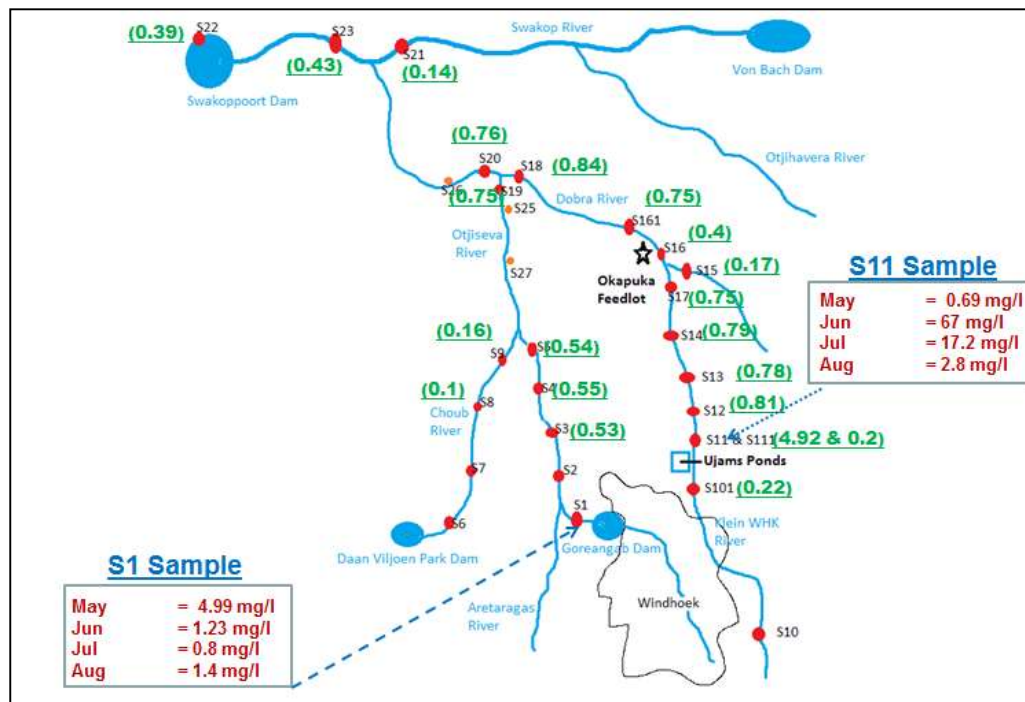 (0.39)
S22
S23
(0.43)
S21
(0.14)
Swakop River
Von Bach Dam
Swakoppoort Dam
Otjihavera River
(0.76)
S20
S18
(0.84)
S26
S19
(0.75)
S25
Dobra River
(0.75)
S161
Otjiseva
River
S27
(0.4)
S16
S15
(0.17)
Okapuka
Feedlot
S17
(0.75)
S14
(0.79)
S13
(0.78)
S12
(0.81)
S11 & S111
(4.92 & 0.2)
Ujams Ponds
S101
(0.22)
Klein WHK
River
(0.16)
S9
S5
(0.54)
(0.1)
S8
S4
(0.55)
Choub
River
S3
(0.53)
S7
S2
S6
S1
Daan Viljoen Park Dam
Goreangab Dam
Aretaragas
River
Windhoek
S10
S11 Sample
May = 0.69 mg/l
Jun = 67 mg/l
Jul = 17.2 mg/l
Aug = 2.8 mg/l
S1 Sample
May = 4.99 mg/l
Jun = 1.23 mg/l
Jul = 0.8 mg/l
Aug = 1.4 mg/l